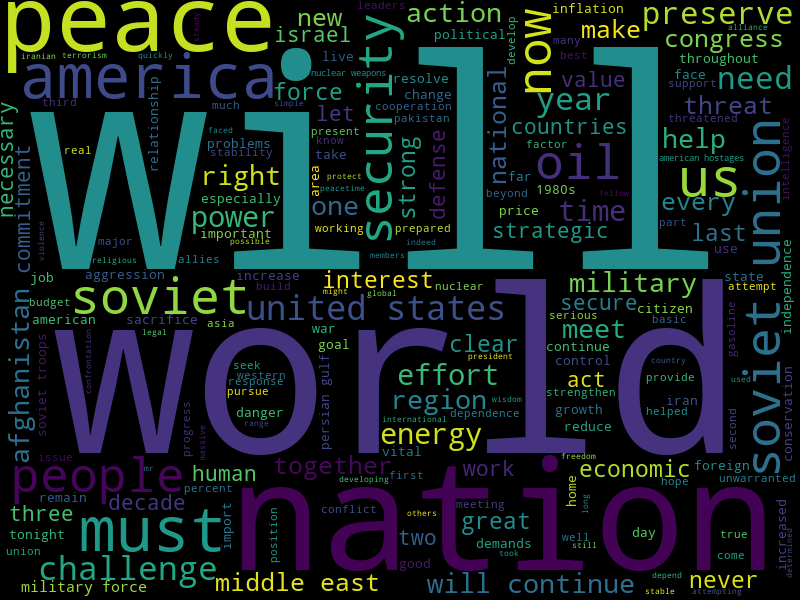 peace
will
world
nation
leaders
inflation
iranian terrorism
quickly
steady
israel
new
action
political
now
make
preserve
congress
alliance
throughout
many
best
develop
america
force
live
nuclear weapons
security
resolve
change
cooperation
pakistan
value
need
face
support
threat
threatened
third
much
simple
relationship
let
present
know
take
year
countries
national
oil
help
american hostages
necessary
real
problems
stability
faced
strong
defense
factor
us
intelligence
right
area
protect
peacetime
far
beyond
1980s
price
fellow
every
especially
power
important
possible
one
working
prepared
strategic
time
last
part
use
commitment
violence
major
religious
allies
indeed
members
soviet union
independence
job
aggression
increase
build
interest
might
global
nuclear
military
state
attempt
budget
soviet
american
sacrifice
asia
legal
united states
war
goal
president
secure
citizen
serious
meet
basic
continue
clear
gasoline
afghanistan
soviet troops
confrontation
seek
western
response
pursue
danger
range
persian gulf
effort
region
wisdom
dependence
international
act
control
country
provide
strengthen
growth
iran
helped
reduce
used
conservation
second
progress
massive
energy
vital
issue
people
mr
human
percent
together
developing
first
work
freedom
economic
foreign
hope
unwarranted
home
long
remain
decade
three
tonight
union
must
import
position
conflict
others
meeting
great
demands
took
two
good
well
still
day
true
come
increased
determined
challenge
military force
middle east
will continue
depend
stable
never
attempting